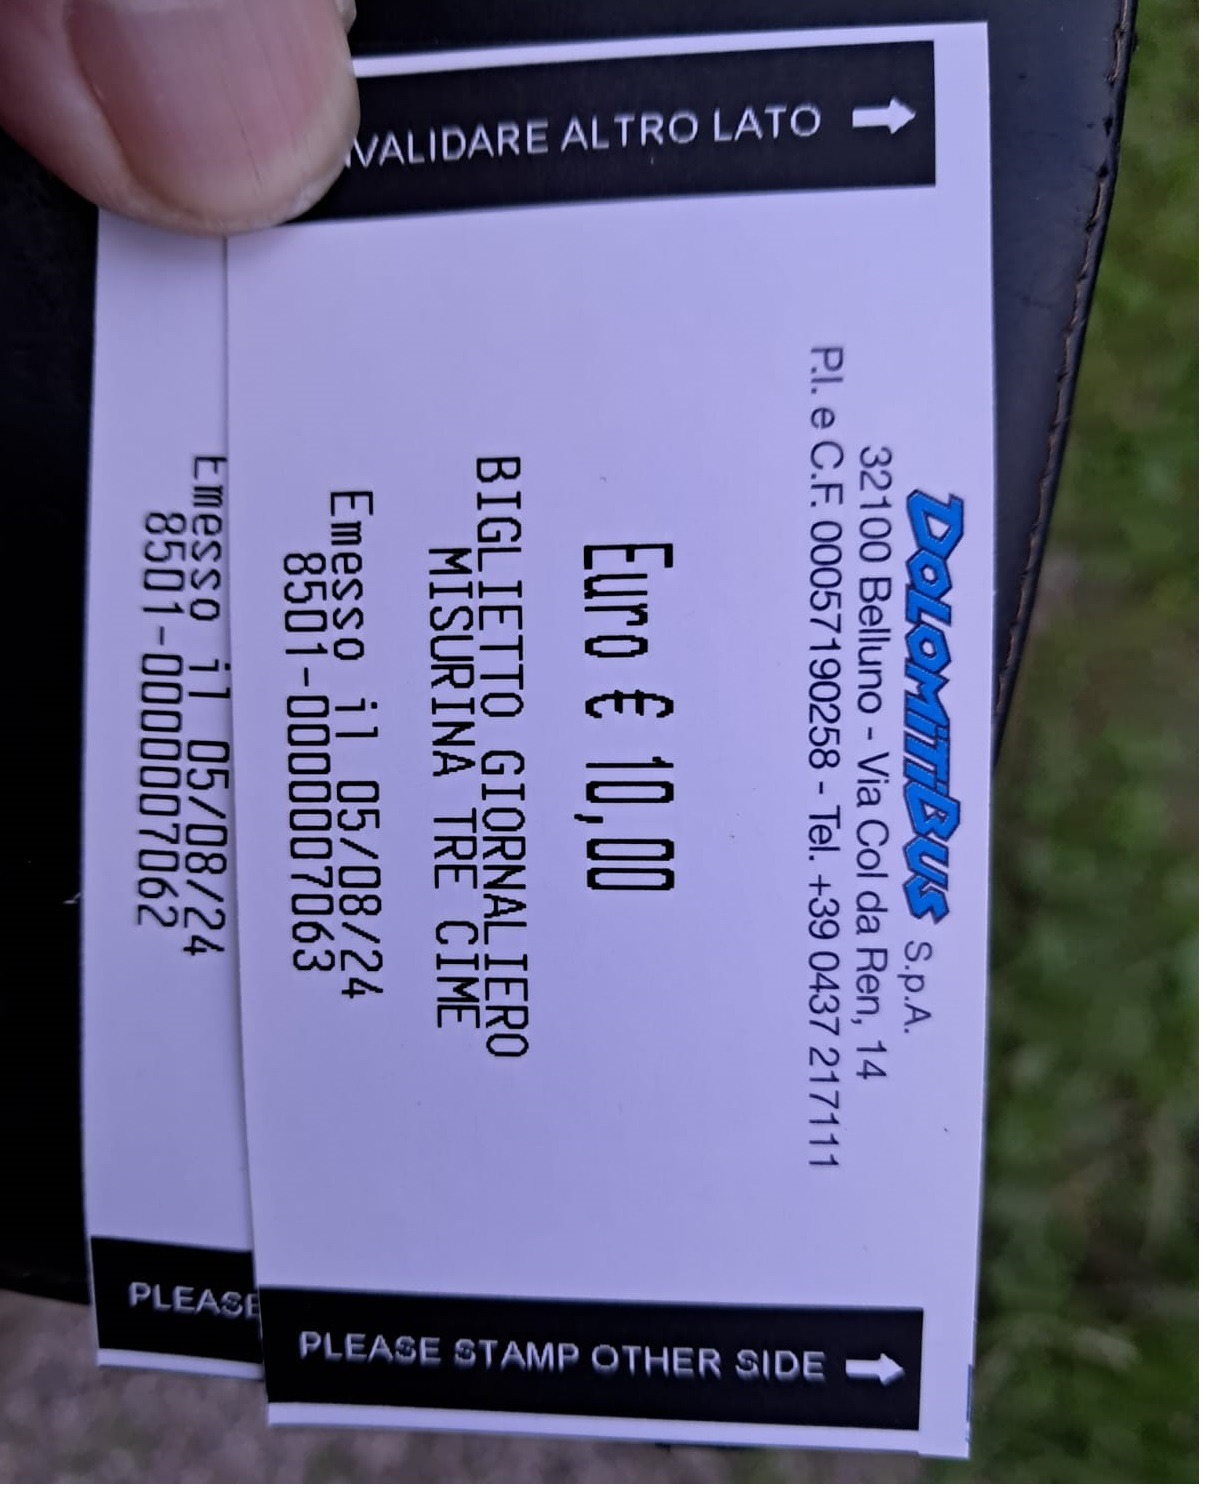 VALIDARE ALTRO LATO
DOLOMITIBUS S.p.A.
32100 Belluno - Via Col da Ren, 14
P.I. e C.F. 00057190258 - Tel. +39 0437 217111
Euro € 10,00
BIGLIETTO GIORNALIERO
MISURINA TRE CIME
Emesso il 05/08/24
8501-0000007063
PLEASE STAMP OTHER SIDE
Emesso il 05/08/24
8501-0000007062
PLEASE